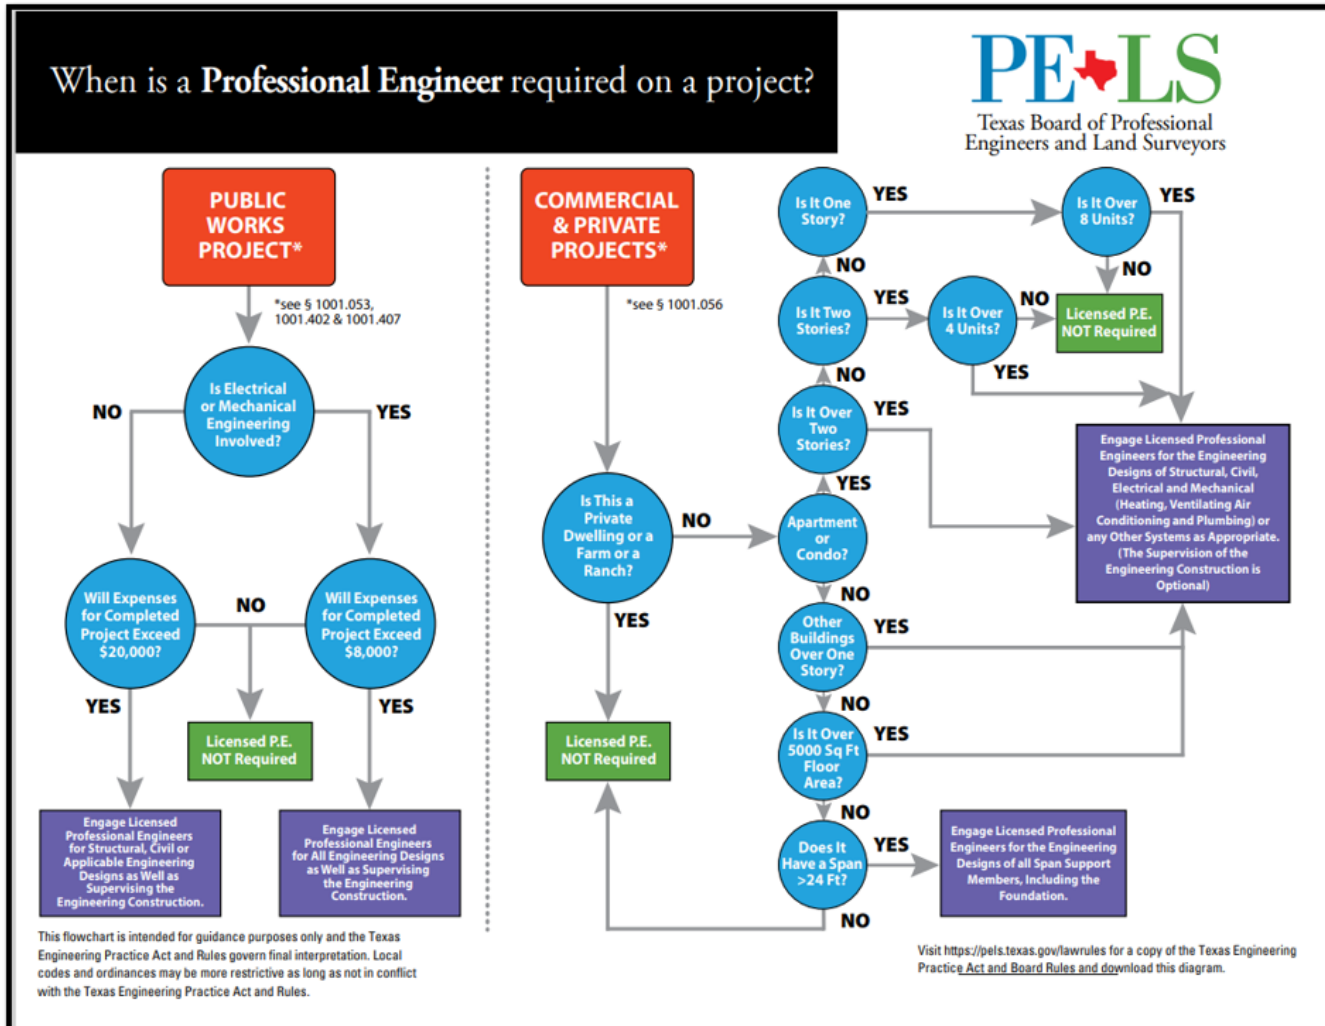 When is a Professional Engineer required on a project?
PE LS
Texas Board of Professional
Engineers and Land Surveyors
PUBLIC
WORKS
PROJECT*
*see § 1001.053,
1001.402 & 1001.407
Is Electrical
or Mechanical
Engineering
Involved?
NO
YES
Will Expenses
for Completed
Project Exceed
$20,000?
NO
Will Expenses
for Completed
Project Exceed
$8,000?
YES
YES
Licensed P.E.
NOT Required
Engage Licensed
Professional Engineers
for Structural, Civil or
Applicable Engineering
Designs as Well as
Supervising the
Engineering Construction.
Engage Licensed
Professional Engineers
for All Engineering Designs
as Well as Supervising
the Engineering
Construction.
This flowchart is intended for guidance purposes only and the Texas
Engineering Practice Act and Rules govern final interpretation. Local
codes and ordinances may be more restrictive as long as not in conflict
with the Texas Engineering Practice Act and Rules.
COMMERCIAL
& PRIVATE
PROJECTS*
*see § 1001.056
Is This a
Private
Dwelling or a
Farm or a
Ranch?
NO
YES
Licensed P.E.
NOT Required
Is It One
Story?
YES
Is It Over
8 Units?
YES
NO
NO
Is It Two
Stories?
YES
Is It Over
4 Units?
NO
Licensed P.E.
NOT Required
YES
NO
Is It Over
Two
Stories?
YES
YES
Apartment
or
Condo?
NO
Engage Licensed Professional
Engineers for the Engineering
Designs of Structural, Civil,
Electrical and Mechanical
(Heating, Ventilating Air
Conditioning and Plumbing) or
any Other Systems as Appropriate.
(The Supervision of the
Engineering Construction is
Optional)
Other
Buildings
Over One
Story?
YES
NO
Is It Over
5000 Sq Ft
Floor
Area?
YES
NO
Does It
Have a Span
>24 Ft?
YES
NO
Engage Licensed Professional
Engineers for the Engineering
Designs of all Span Support
Members, Including the
Foundation.
Visit https://pels.texas.gov/lawrules for a copy of the Texas Engineering
Practice Act and Board Rules and download this diagram.